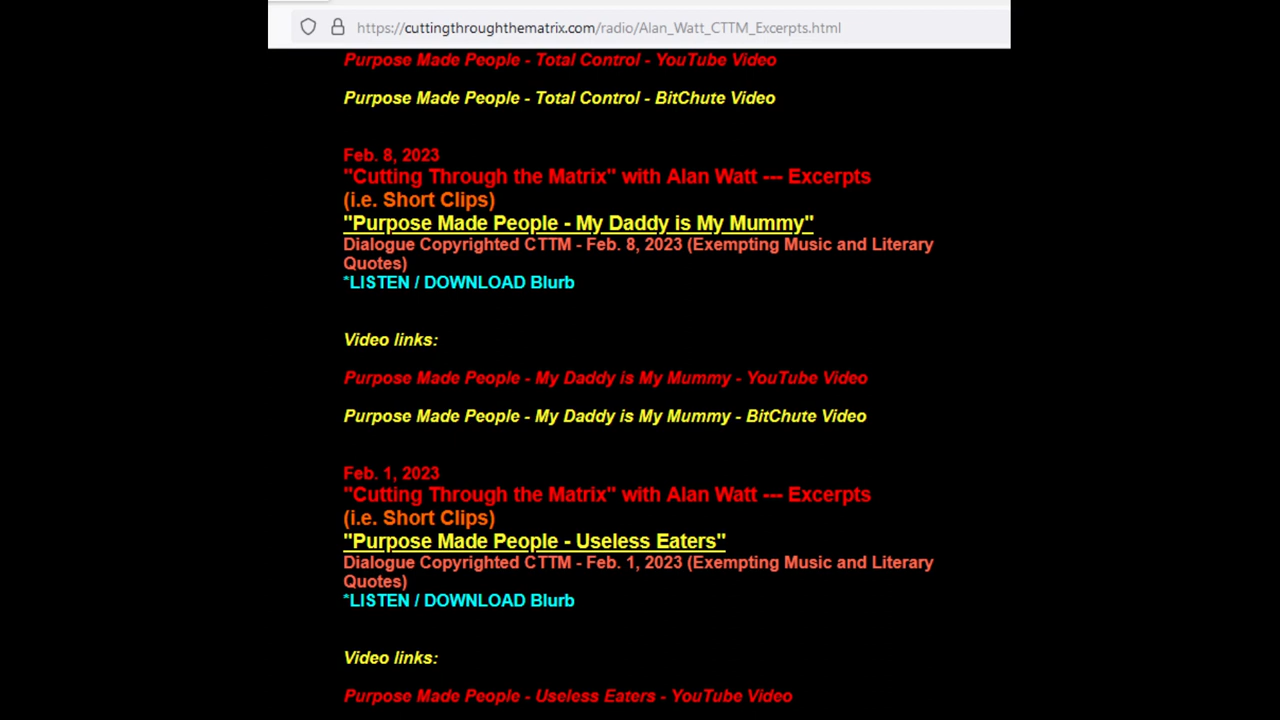 https://cuttingthroughthematrix.com/radio/Alan_Watt_CTTM_Excerpts.html
Purpose Made People - Total Control - YouTube Video
Purpose Made People - Total Control - BitChute Video
Feb. 8, 2023
"Cutting Through the Matrix" with Alan Watt --- Excerpts
(i.e. Short Clips)
"Purpose Made People - My Daddy is My Mummy"
Dialogue Copyrighted CTTM - Feb. 8, 2023 (Exempting Music and Literary
Quotes)
*LISTEN / DOWNLOAD Blurb
Video links:
Purpose Made People - My Daddy is My Mummy - YouTube Video
Purpose Made People - My Daddy is My Mummy - BitChute Video
Feb. 1, 2023
"Cutting Through the Matrix" with Alan Watt --- Excerpts
(i.e. Short Clips)
"Purpose Made People - Useless Eaters"
Dialogue Copyrighted CTTM - Feb. 1, 2023 (Exempting Music and Literary
Quotes)
*LISTEN / DOWNLOAD Blurb
Video links:
Purpose Made People - Useless Eaters - YouTube Video